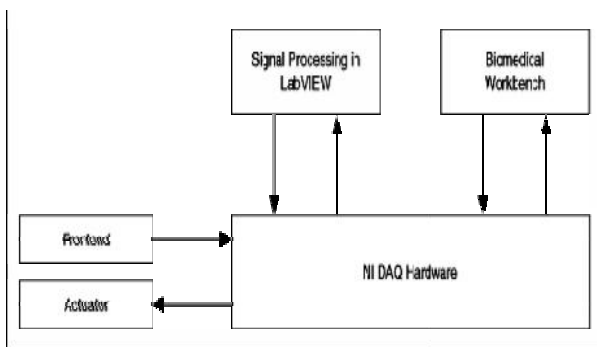 Signal Processing in
LabVIEW
Biomedical
Workbench
Frontend
NI DAQ Hardware
Actuator